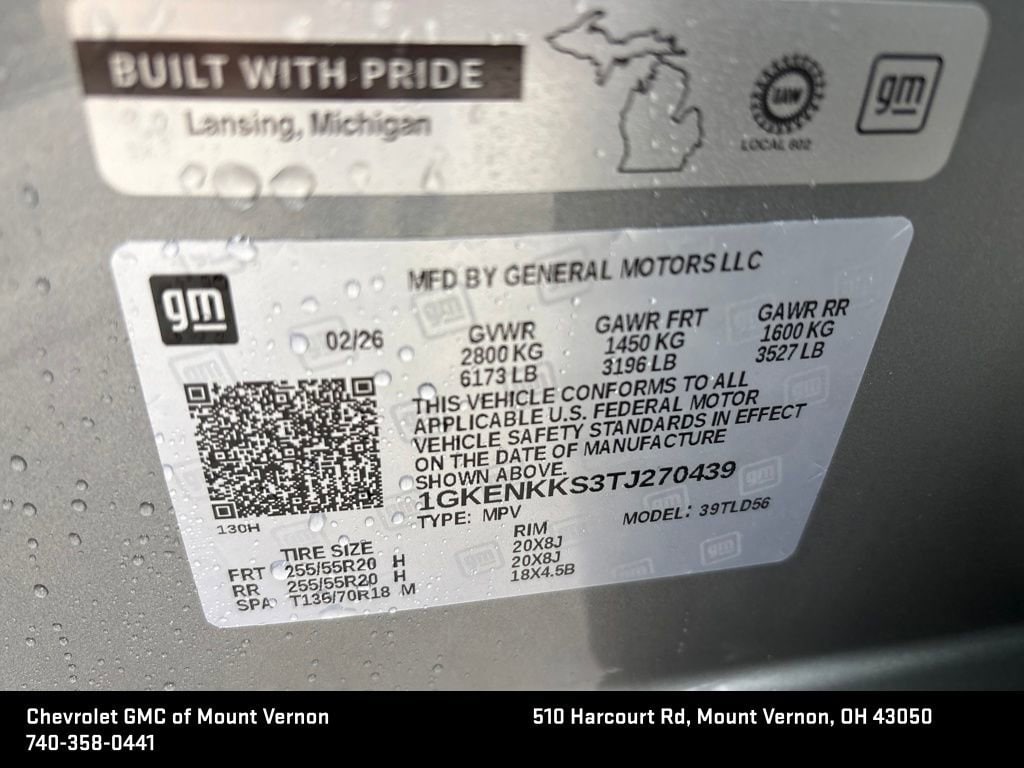 BUILT WITH PRIDE
Lansing, Michigan
UAW
LOCAL 602
gm
gm
MFD BY GENERAL MOTORS LLC
02/26
GVWR
2800 KG
6173 LB
GAWR FRT
1450 KG
3196 LB
GAWR RR
1600 KG
3527 LB
THIS VEHICLE CONFORMS TO ALL
APPLICABLE U.S. FEDERAL MOTOR
VEHICLE SAFETY STANDARDS IN EFFECT
ON THE DATE OF MANUFACTURE
SHOWN ABOVE.
1GKENKKS3TJ270439
TYPE: MPV
MODEL: 39TLD56
130H
TIRE SIZE
RIM
FRT 255/55R20 H 20X8J
RR 255/55R20 H 20X8J
SPA T135/70R18 M 18X4.5B
Chevrolet GMC of Mount Vernon
740-358-0441
510 Harcourt Rd, Mount Vernon, OH 43050